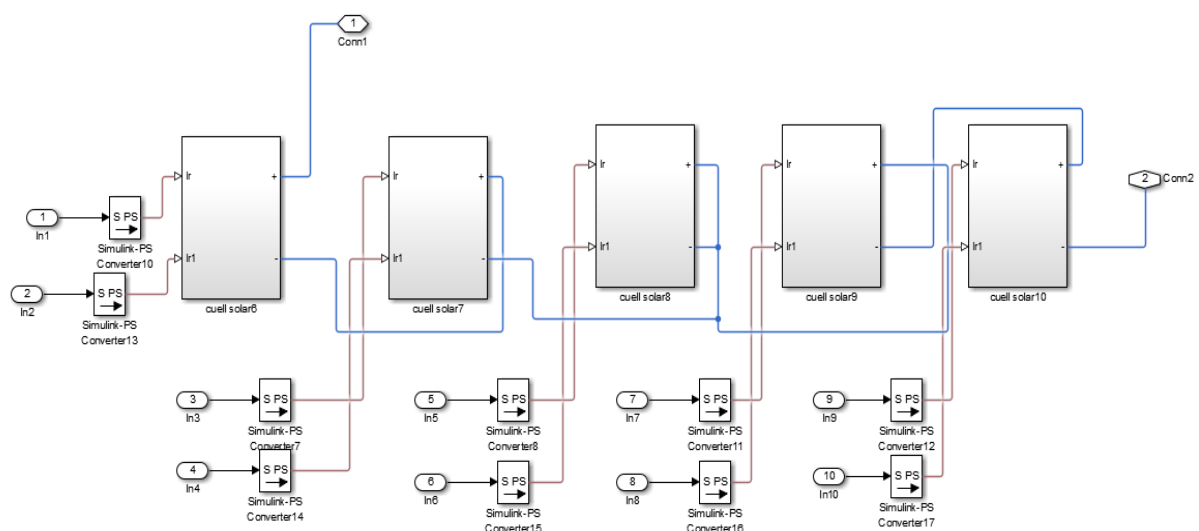 1
Conn1
Ir
+
Ir1
-
cuell solar6
Ir
+
Ir1
-
cuell solar7
Ir
+
Ir1
-
cuell solar8
Ir
+
Ir1
-
cuell solar9
Ir
+
Ir1
-
cuell solar10
2
Conn2
1
In1
S PS
Simulink-PS
Converter10
2
In2
S PS
Simulink-PS
Converter13
3
In3
S PS
Simulink-PS
Converter7
4
In4
S PS
Simulink-PS
Converter14
5
In5
S PS
Simulink-PS
Converter8
6
In6
S PS
Simulink-PS
Converter15
7
In7
S PS
Simulink-PS
Converter11
8
In8
S PS
Simulink-PS
Converter16
9
In9
S PS
Simulink-PS
Converter12
10
In10
S PS
Simulink-PS
Converter17